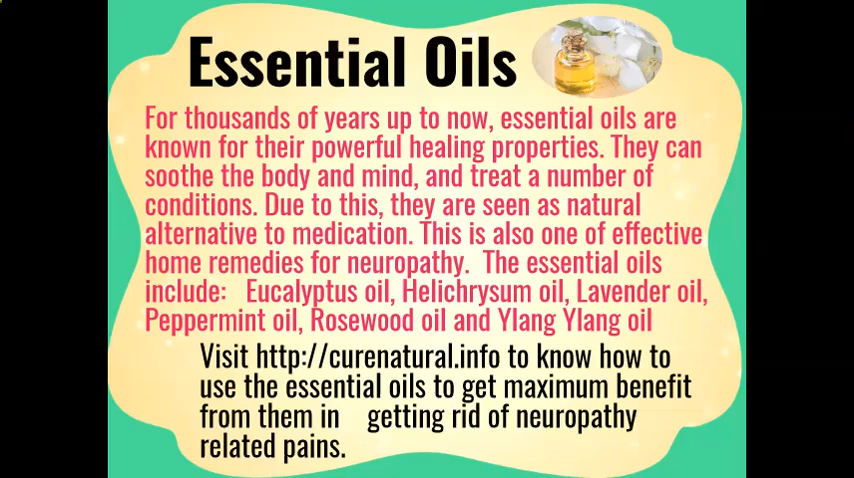 Essential Oils
For thousands of years up to now, essential oils are
known for their powerful healing properties. They can
soothe the body and mind, and treat a number of
conditions. Due to this, they are seen as natural
alternative to medication. This is also one of effective
home remedies for neuropathy.  The essential oils
include:   Eucalyptus oil, Helichrysum oil, Lavender oil,
Peppermint oil, Rosewood oil and Ylang Ylang oil
Visit http://curenatural.info to know how to
use the essential oils to get maximum benefit
from them in    getting rid of neuropathy
related pains.